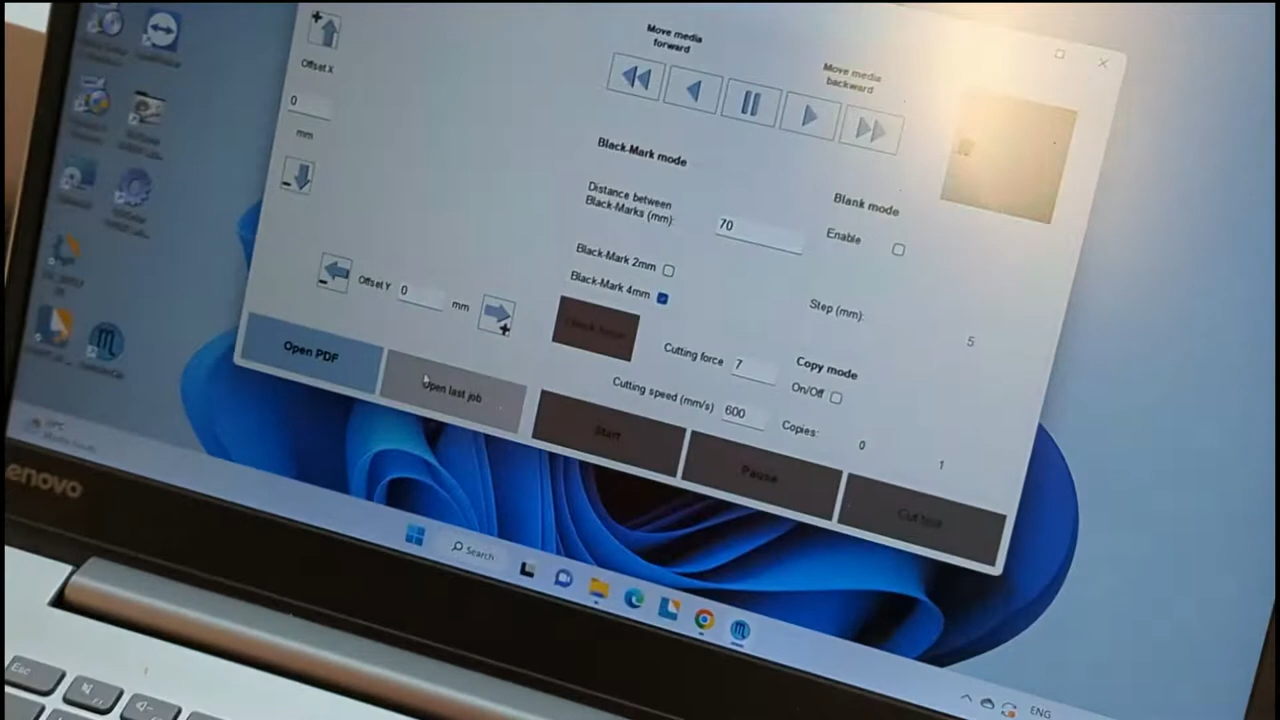 Move media
forward
Move media
backward
Offset X
0
mm
Black-Mark mode
Distance between
Black-Marks (mm):
70
Blank mode
Enable
Black-Mark 2mm
Black-Mark 4mm
Offset Y 0 mm
Step (mm):
5
Cutting force 7
Copy mode
On/Off
Cutting speed (mm/s) 600
Copies: 0
1
Open PDF
Open last job
Start
Pause
enovo
Search
ENG
Esc